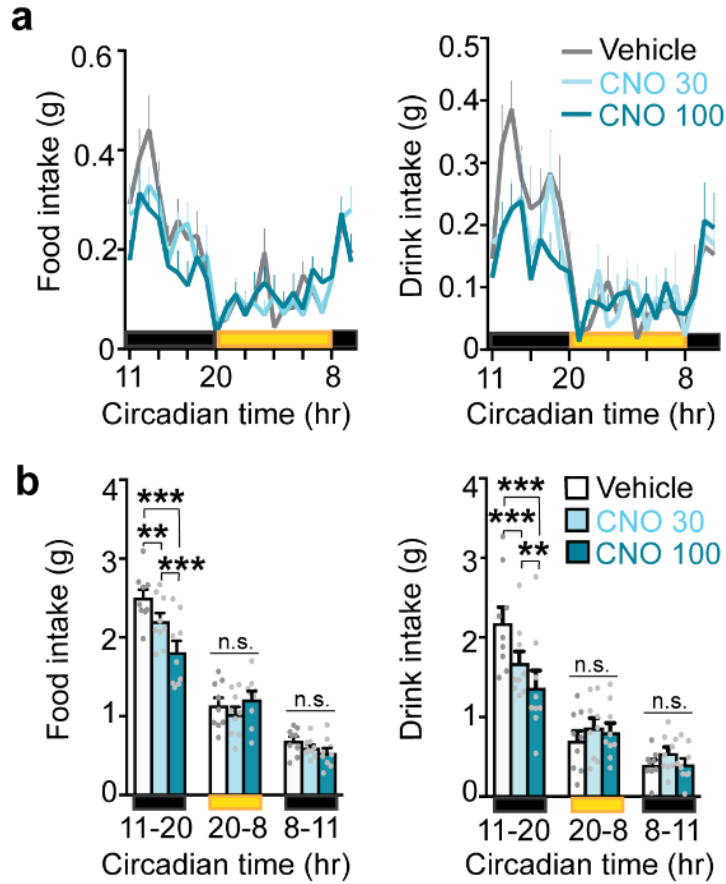 a
Food intake (g)
0.6
0.4
0.2
0
11
20
8
Circadian time (hr)
Drink intake (g)
0.5
0.4
0.3
0.2
0.1
0
11
20
8
Circadian time (hr)
Vehicle
CNO 30
CNO 100
b
Food intake (g)
4
3
2
1
0
***
**
***
n.s.
n.s.
11-20
20-8
8-11
Circadian time (hr)
Drink intake (g)
4
3
2
1
0
***
***
**
n.s.
n.s.
11-20
20-8
8-11
Circadian time (hr)
Vehicle
CNO 30
CNO 100